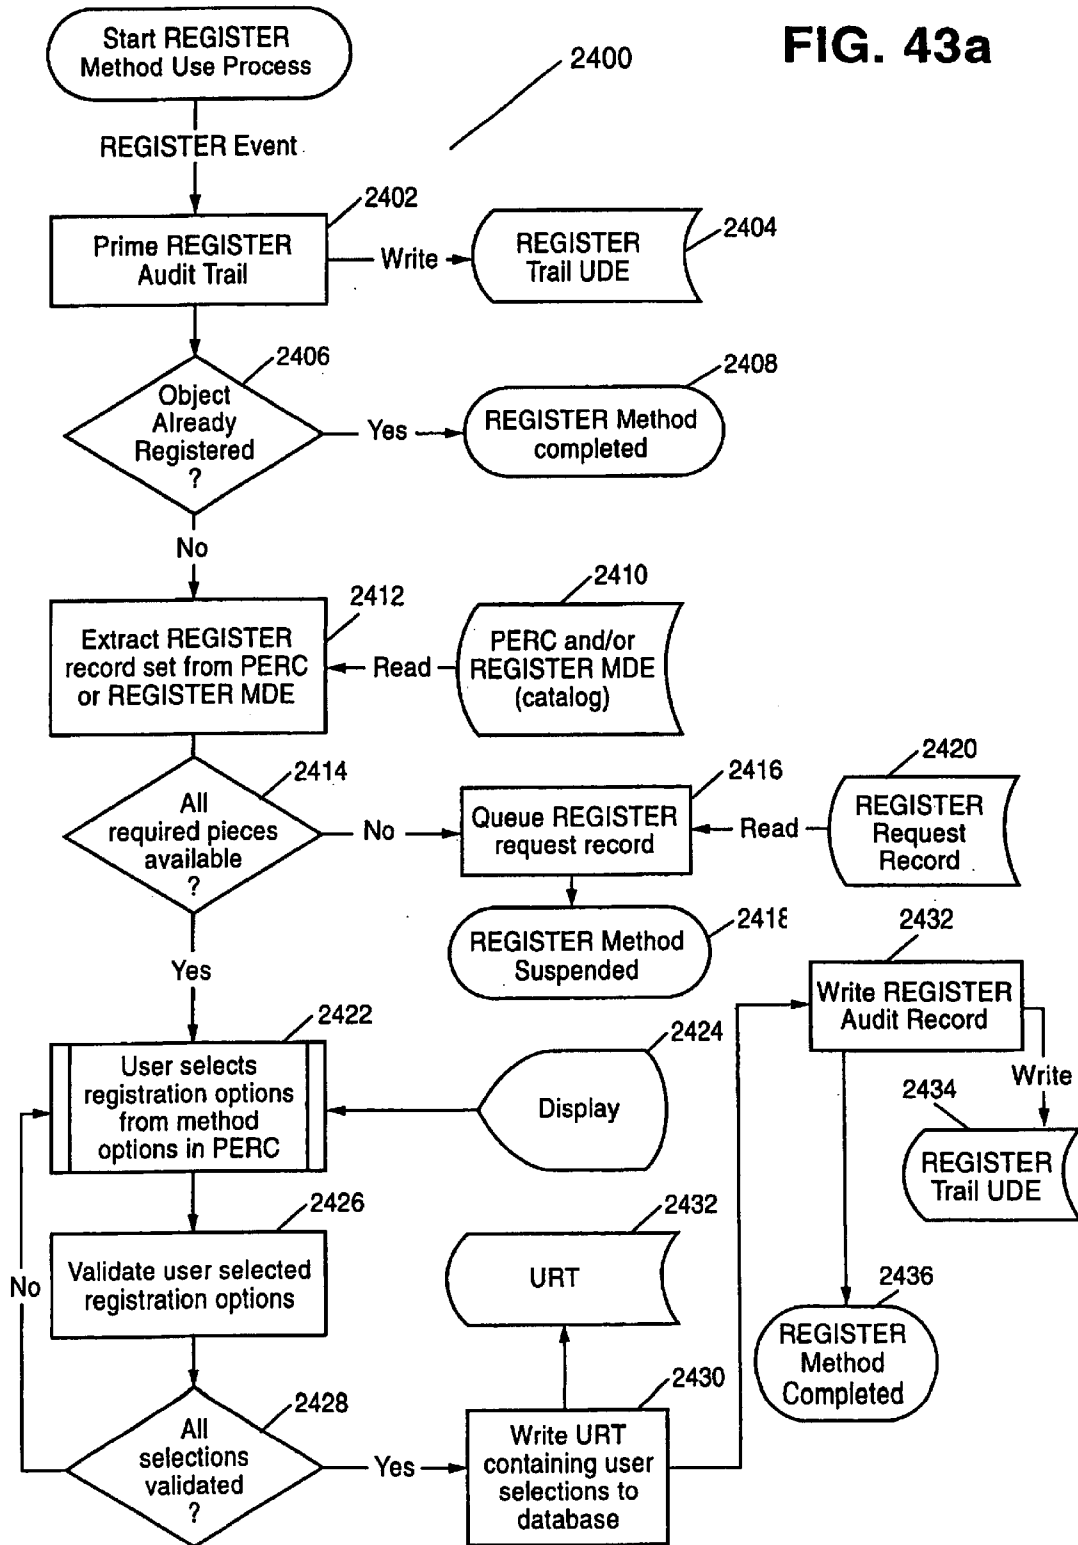 FIG. 43a
Start REGISTER
Method Use Process
2400
REGISTER Event
2402
Prime REGISTER
Audit Trail
Write
REGISTER
Trail UDE
2404
2406
Object
Already
Registered
?
Yes
2408
REGISTER Method
completed
No
2412
Extract REGISTER
record set from PERC
or REGISTER MDE
Read
2410
PERC and/or
REGISTER MDE
(catalog)
2414
All
required pieces
available
?
No
2416
Queue REGISTER
request record
Read
2420
REGISTER
Request
Record
2418
REGISTER Method
Suspended
Yes
2422
User selects
registration options
from method
options in PERC
2424
Display
2426
Validate user selected
registration options
No
2428
All
selections
validated
?
Yes
2430
Write URT
containing user
selections to
database
2432
URT
2432
Write REGISTER
Audit Record
Write
2434
REGISTER
Trail UDE
2436
REGISTER
Method
Completed